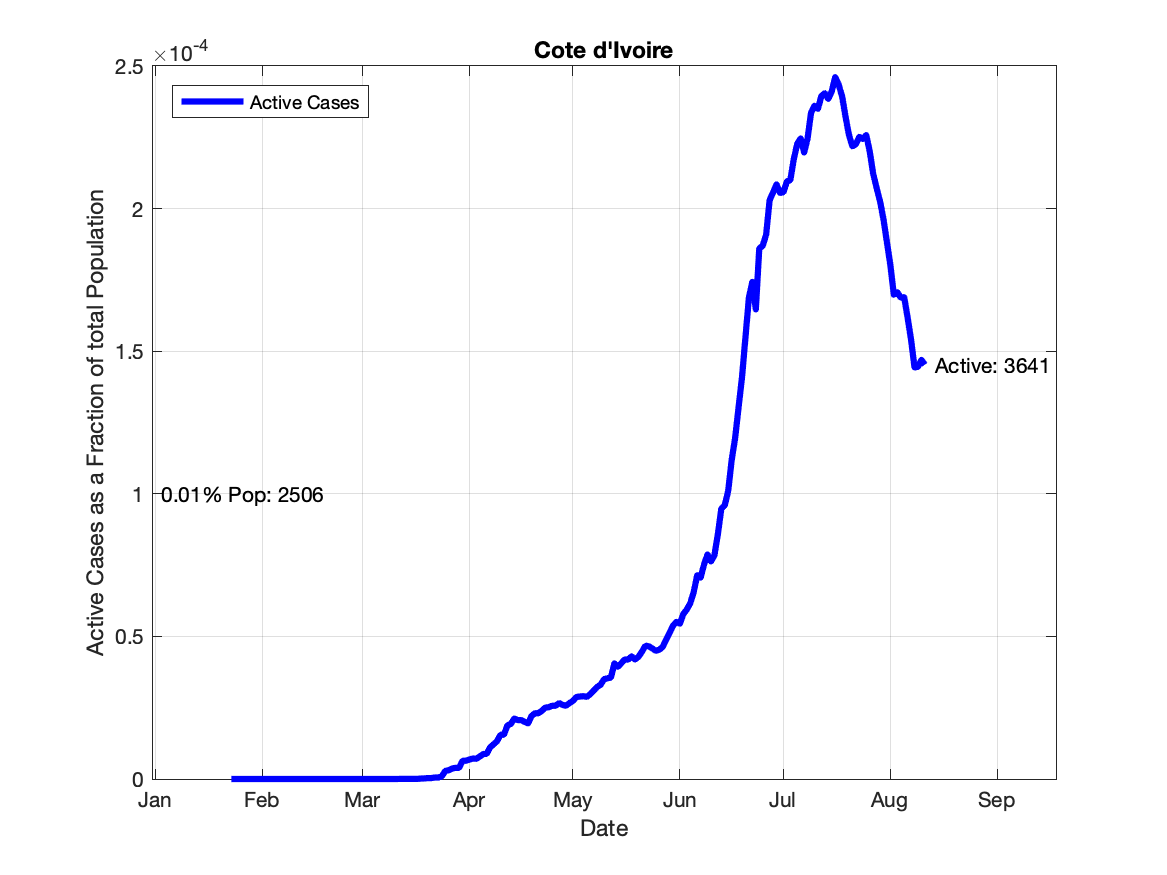 Cote d'Ivoire
×10-4
Active Cases
2.5
2
1.5
1
0.5
0
Active Cases as a Fraction of total Population
0.01% Pop: 2506
Active: 3641
Jan Feb Mar Apr May Jun Jul Aug Sep
Date